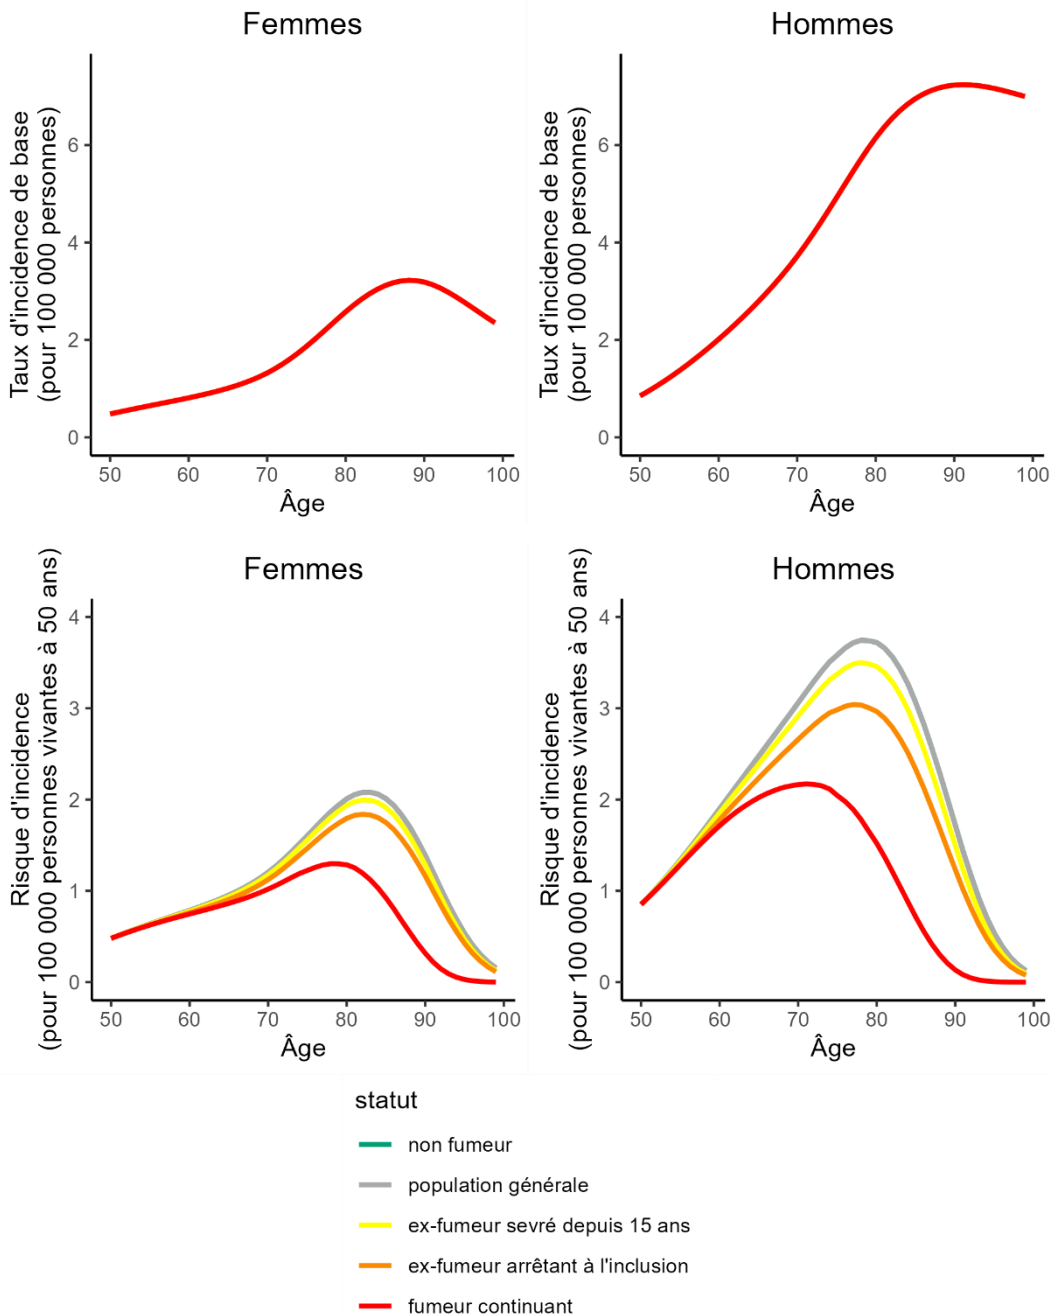 Femmes
Taux d'incidence de base
(pour 100 000 personnes)
6
4
2
0
50 60 70 80 90 100
Âge
Hommes
Taux d'incidence de base
(pour 100 000 personnes)
6
4
2
0
50 60 70 80 90 100
Âge
Femmes
Risque d'incidence
(pour 100 000 personnes vivantes à 50 ans)
4
3
2
1
0
50 60 70 80 90 100
Âge
Hommes
Risque d'incidence
(pour 100 000 personnes vivantes à 50 ans)
4
3
2
1
0
50 60 70 80 90 100
Âge
statut
non fumeur
population générale
ex-fumeur sevré depuis 15 ans
ex-fumeur arrêtant à l'inclusion
fumeur continuant